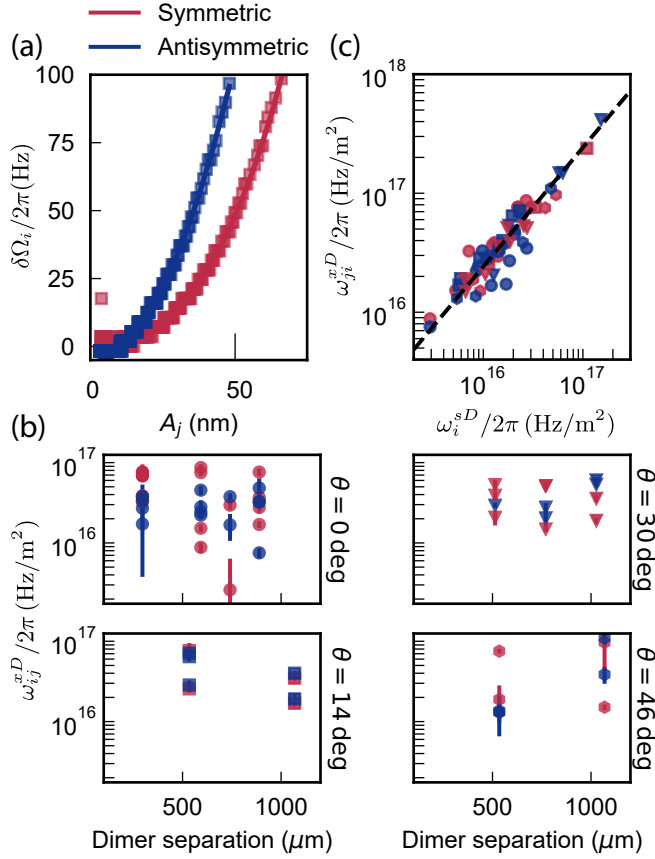 Symmetric
Antisymmetric
(a)
(c)
100
75
50
25
0
δΩ_i/2π(Hz)
0
50
A_j (nm)
10^18
10^17
10^16
ω_{ji}^{xD}/2π (Hz/m^2)
10^16
10^17
ω_i^{sD}/2π (Hz/m^2)
(b)
10^17
10^16
θ = 0 deg
θ = 30 deg
ω_{ij}^{xD}/2π (Hz/m^2)
10^17
10^16
θ = 14 deg
θ = 46 deg
500
1000
500
1000
Dimer separation (μm)
Dimer separation (μm)